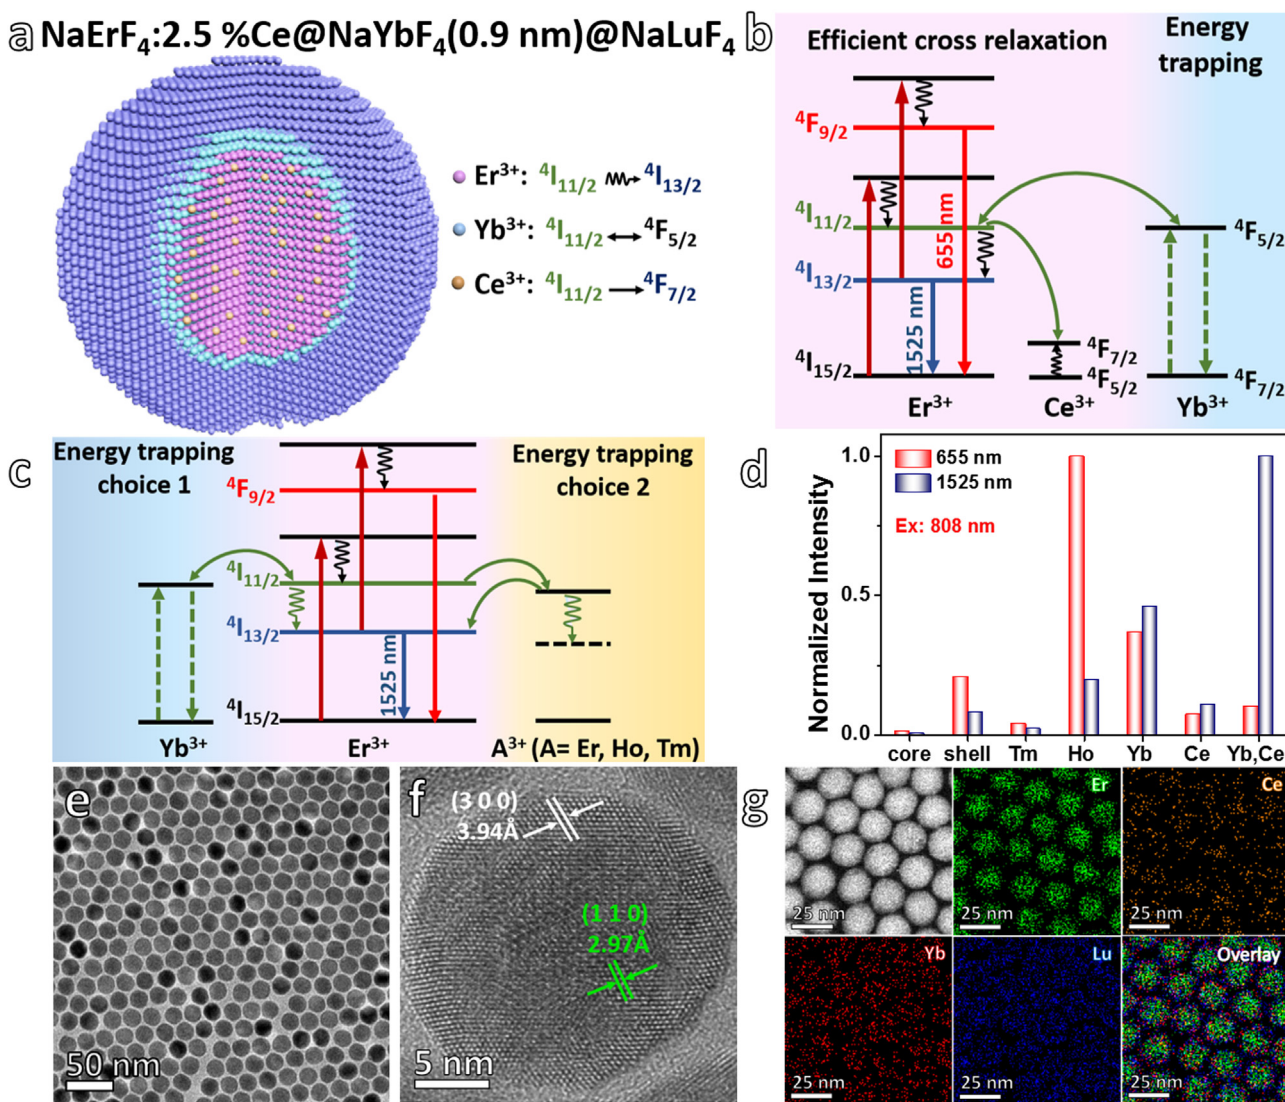 a NaErF₄:2.5 %Ce@NaYbF₄(0.9 nm)@NaLuF₄
Er³⁺: ⁴I₁₁/₂ ⁴I₁₃/₂
Yb³⁺: ⁴I₁₁/₂ ↔ ⁴F₅/₂
Ce³⁺: ⁴I₁₁/₂ → ⁴F₇/₂
b
Efficient cross relaxation
Energy
trapping
⁴F₉/₂
⁴I₁₁/₂
⁴I₁₃/₂
⁴I₁₅/₂
655 nm
1525 nm
⁴F₇/₂
⁴F₅/₂
⁴F₅/₂
⁴F₇/₂
Er³⁺
Ce³⁺
Yb³⁺
c
Energy trapping
choice 1
Energy trapping
choice 2
⁴F₉/₂
⁴I₁₁/₂
⁴I₁₃/₂
⁴I₁₅/₂
1525 nm
Yb³⁺
Er³⁺
A³⁺ (A= Er, Ho, Tm)
d
Normalized Intensity
1.0
0.5
0.0
655 nm
1525 nm
Ex: 808 nm
core shell Tm Ho Yb Ce Yb,Ce
e
50 nm
f
(3 0 0)
3.94Å
(1 1 0)
2.97Å
5 nm
g
25 nm
Er
25 nm
Ce
25 nm
Yb
25 nm
Lu
25 nm
Overlay
25 nm